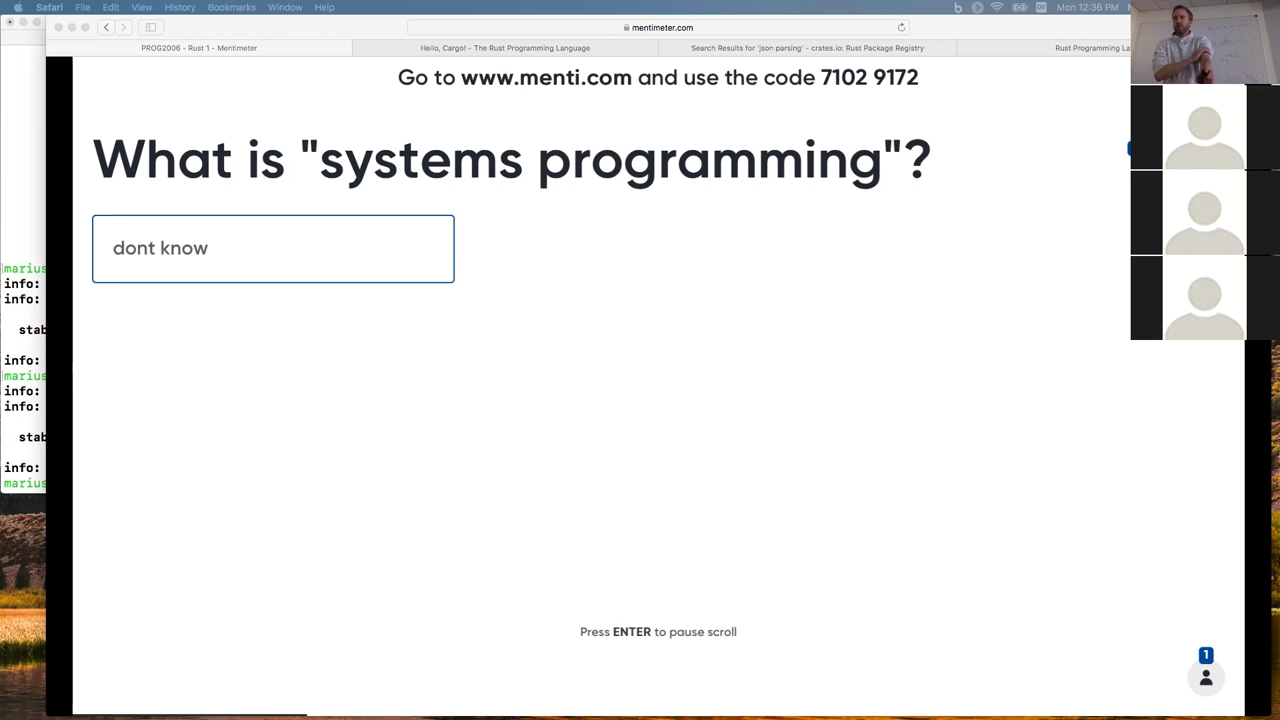 Safari File Edit View History Bookmarks Window Help
Mon 12:36 PM
mentimeter.com
PROG2006 - Rust 1 - Mentimeter
Hello, Cargo! - The Rust Programming Language
Search Results for 'json parsing' - crates.io: Rust Package Registry
Rust Programming La
Go to www.menti.com and use the code 7102 9172
What is "systems programming"?
dont know
marius
info:
info:
stab
info:
marius
info:
info:
stab
info:
marius
Press ENTER to pause scroll
1